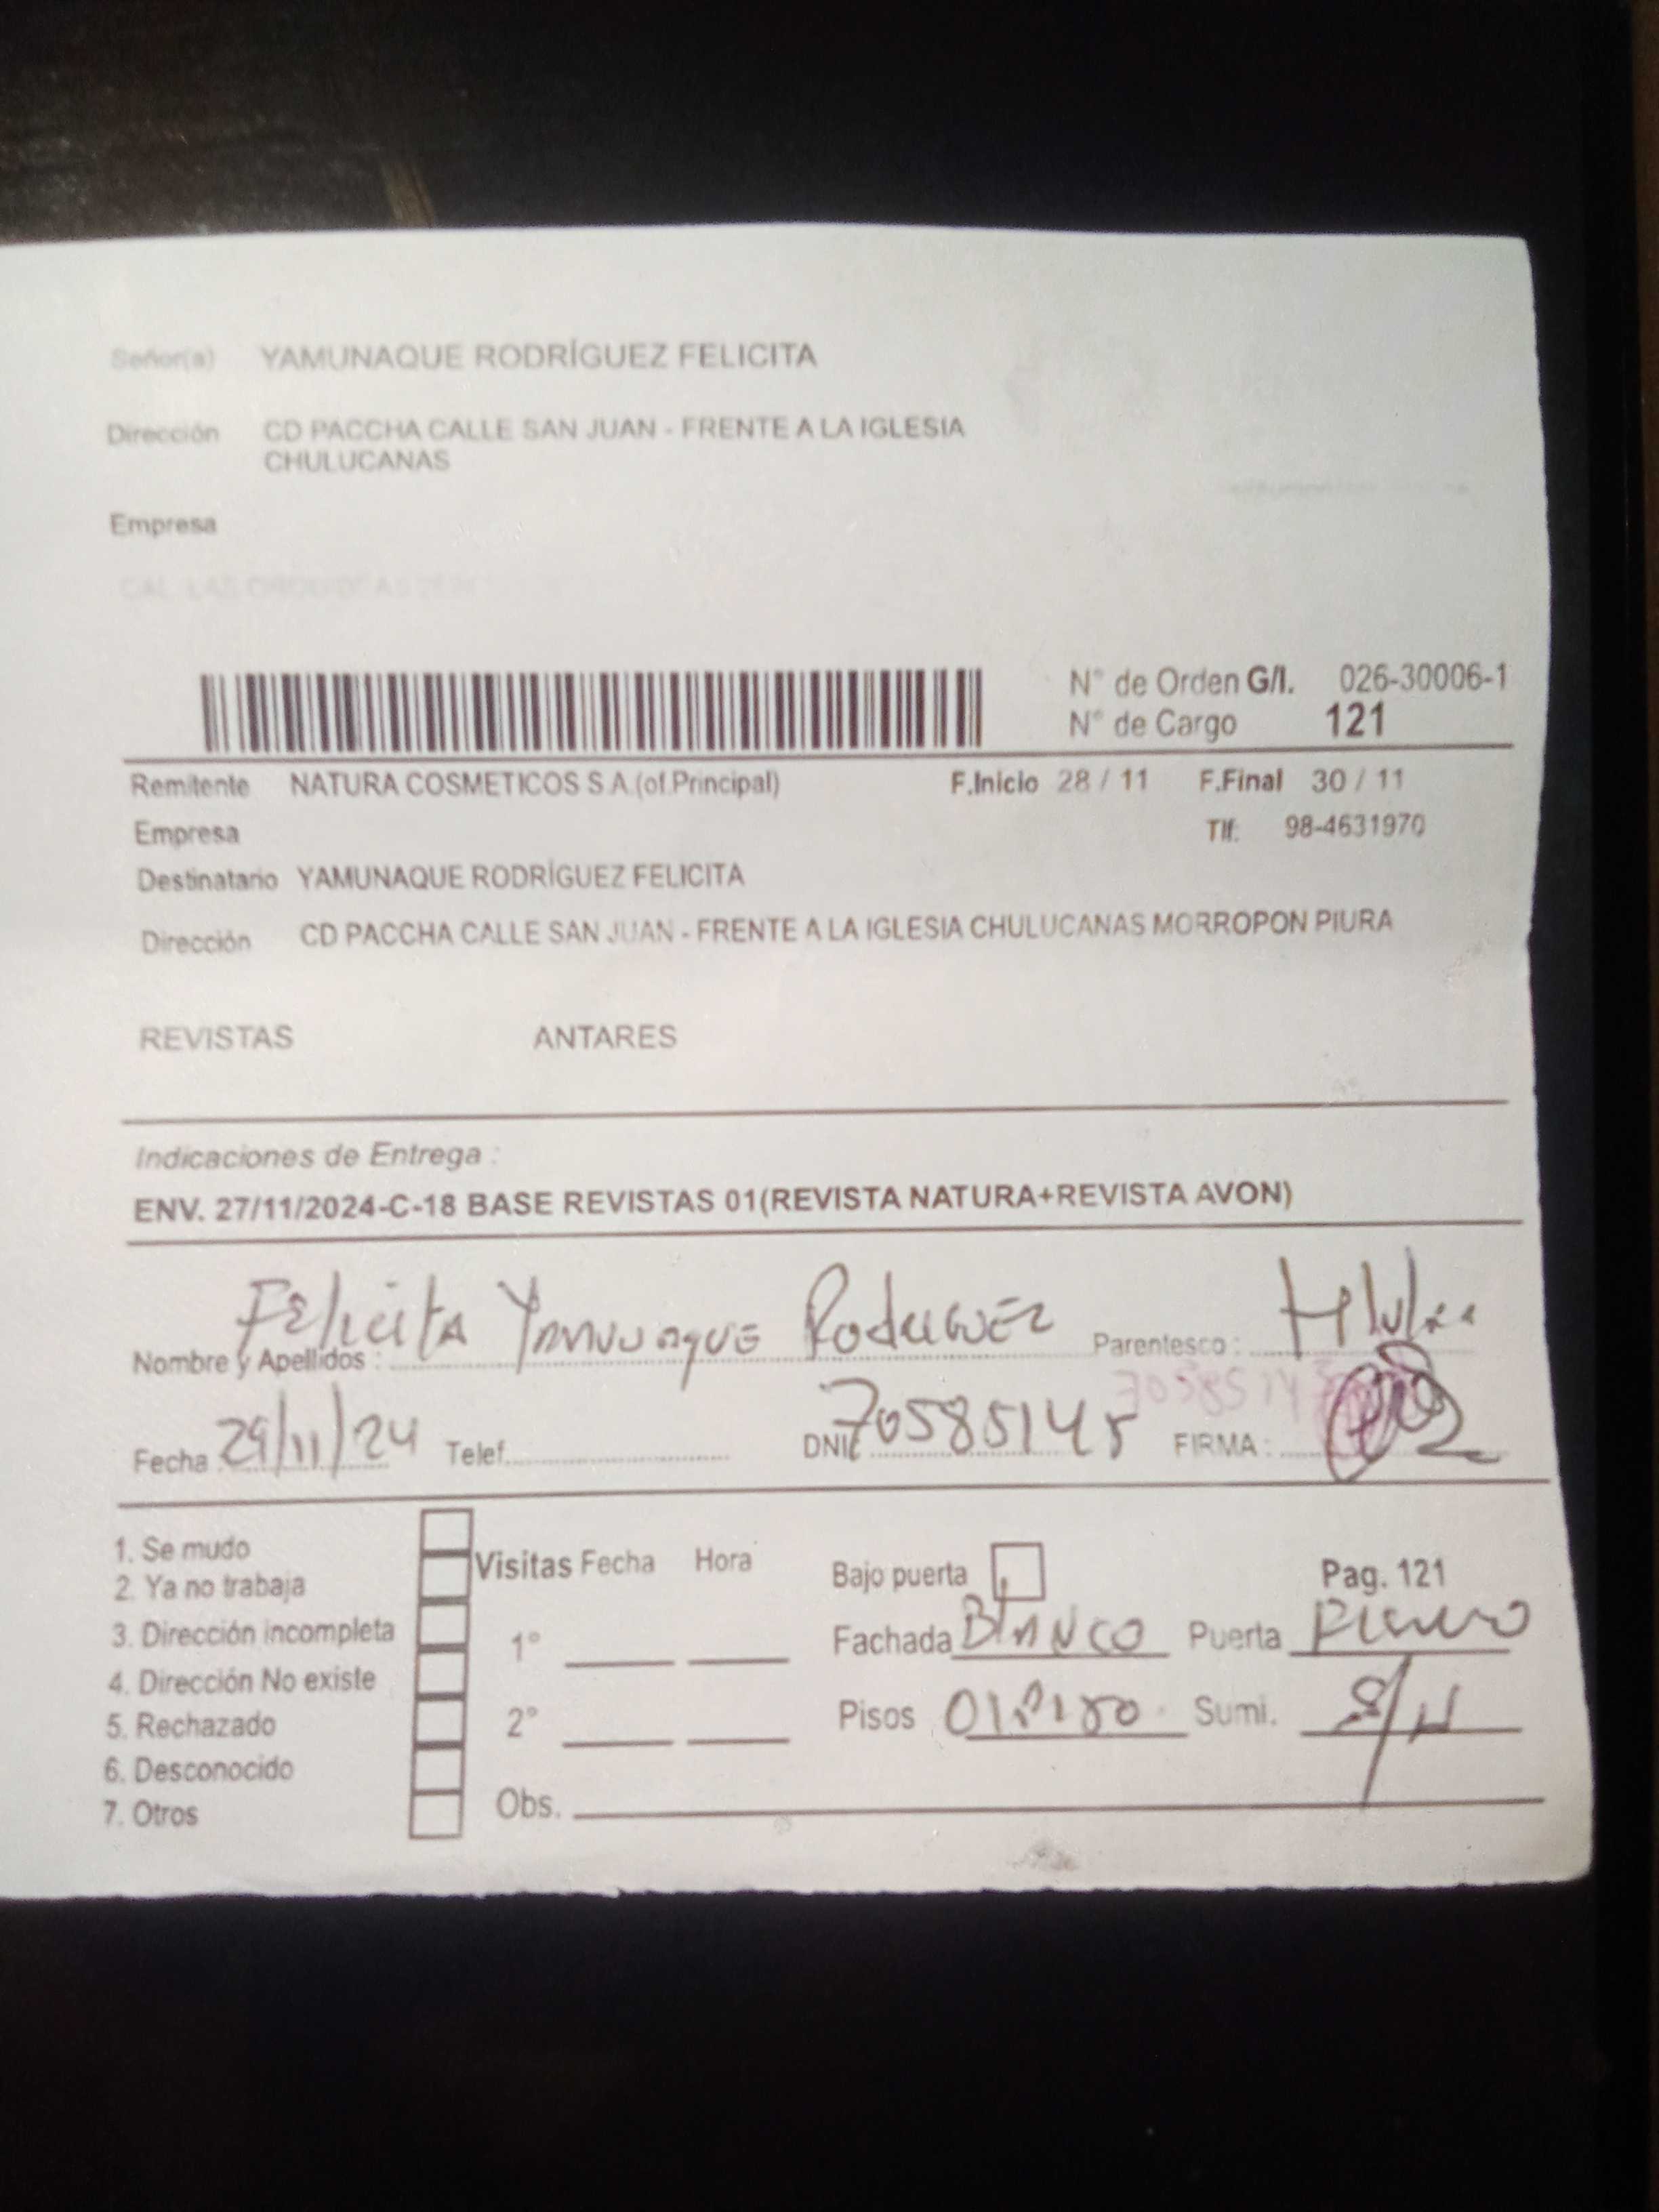 Señor(a) YAMUNAQUE RODRÍGUEZ FELICITA
Dirección CD PACCHA CALLE SAN JUAN - FRENTE A LA IGLESIA
CHULUCANAS
Empresa
N° de Orden G/I. 026-30006-1
N° de Cargo 121
Remitente NATURA COSMETICOS S.A.(of.Principal) F.Inicio 28 / 11 F.Final 30 / 11
Empresa Tlf: 98-4631970
Destinatario YAMUNAQUE RODRÍGUEZ FELICITA
Dirección CD PACCHA CALLE SAN JUAN - FRENTE A LA IGLESIA CHULUCANAS MORROPON PIURA
REVISTAS ANTARES
Indicaciones de Entrega :
ENV. 27/11/2024-C-18 BASE REVISTAS 01(REVISTA NATURA+REVISTA AVON)
Nombre y Apellidos : Felicita Yamunaque Rodriguez Parentesco :
Fecha 29/11/24 Telef. DNI 70585145 FIRMA :
1. Se mudo
2. Ya no trabaja
3. Dirección incompleta
4. Dirección No existe
5. Rechazado
6. Desconocido
7. Otros
Visitas Fecha Hora
1°
2°
Obs.
Bajo puerta Pag. 121
Fachada Blanco Puerta
Pisos Sumi. S/N